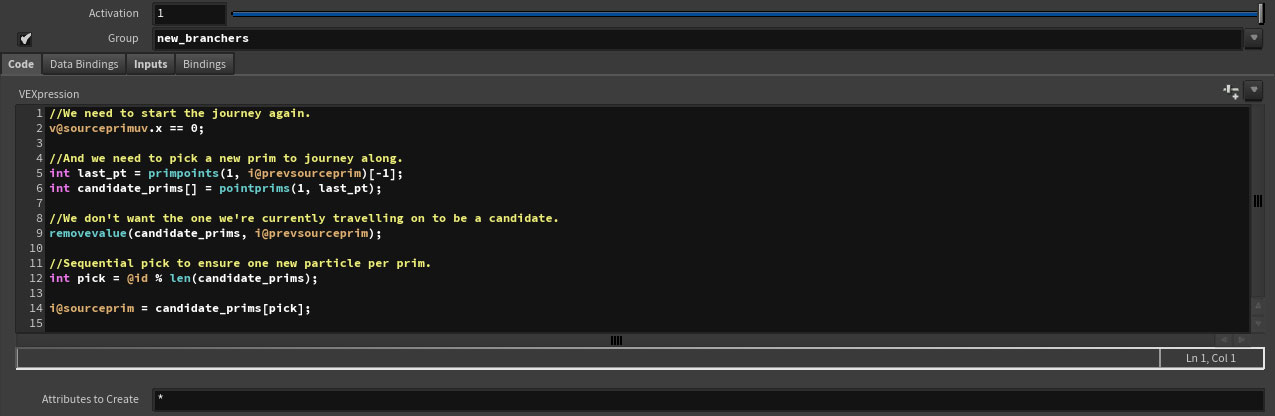 Activation 1
Group new_branchers
Code Data Bindings Inputs Bindings
VEXpression
1 //We need to start the journey again.
2 v@sourceprimuv.x == 0;
3
4 //And we need to pick a new prim to journey along.
5 int last_pt = primpoints(1, i@prevsourceprim)[-1];
6 int candidate_prims[] = pointprims(1, last_pt);
7
8 //We don't want the one we're currently travelling on to be a candidate.
9 removevalue(candidate_prims, i@prevsourceprim);
10
11 //Sequential pick to ensure one new particle per prim.
12 int pick = @id % len(candidate_prims);
13
14 i@sourceprim = candidate_prims[pick];
15
Ln 1, Col 1
Attributes to Create *